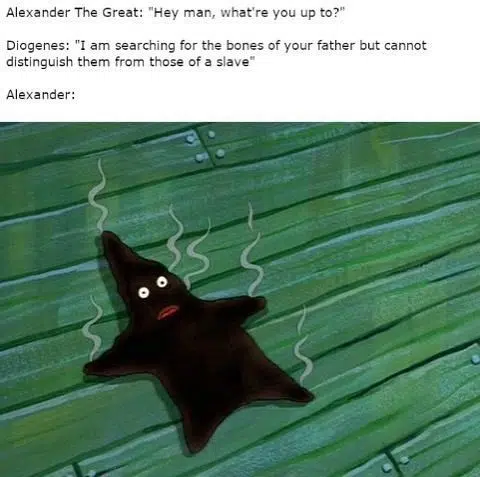 Alexander The Great: "Hey man, what're you up to?"
Diogenes: "I am searching for the bones of your father but cannot
distinguish them from those of a slave"
Alexander: